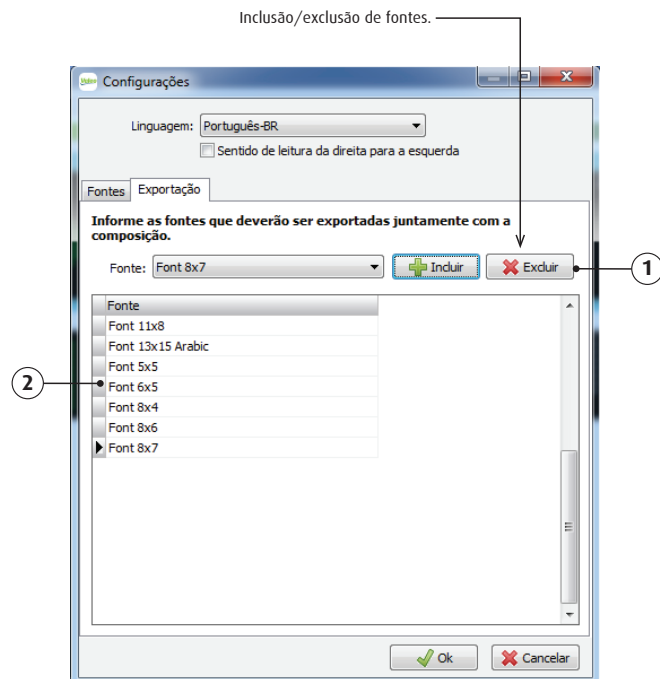 Inclusão/exclusão de fontes.
Configurações
Linguagem: Português-BR
Sentido de leitura da direita para a esquerda
Fontes Exportação
Informe as fontes que deverão ser exportadas juntamente com a
composição.
Fonte: Font 8x7 Incluir Excluir
1
Fonte
Font 11x8
Font 13x15 Arabic
Font 5x5
2
Font 6x5
Font 8x4
Font 8x6
Font 8x7
Ok Cancelar